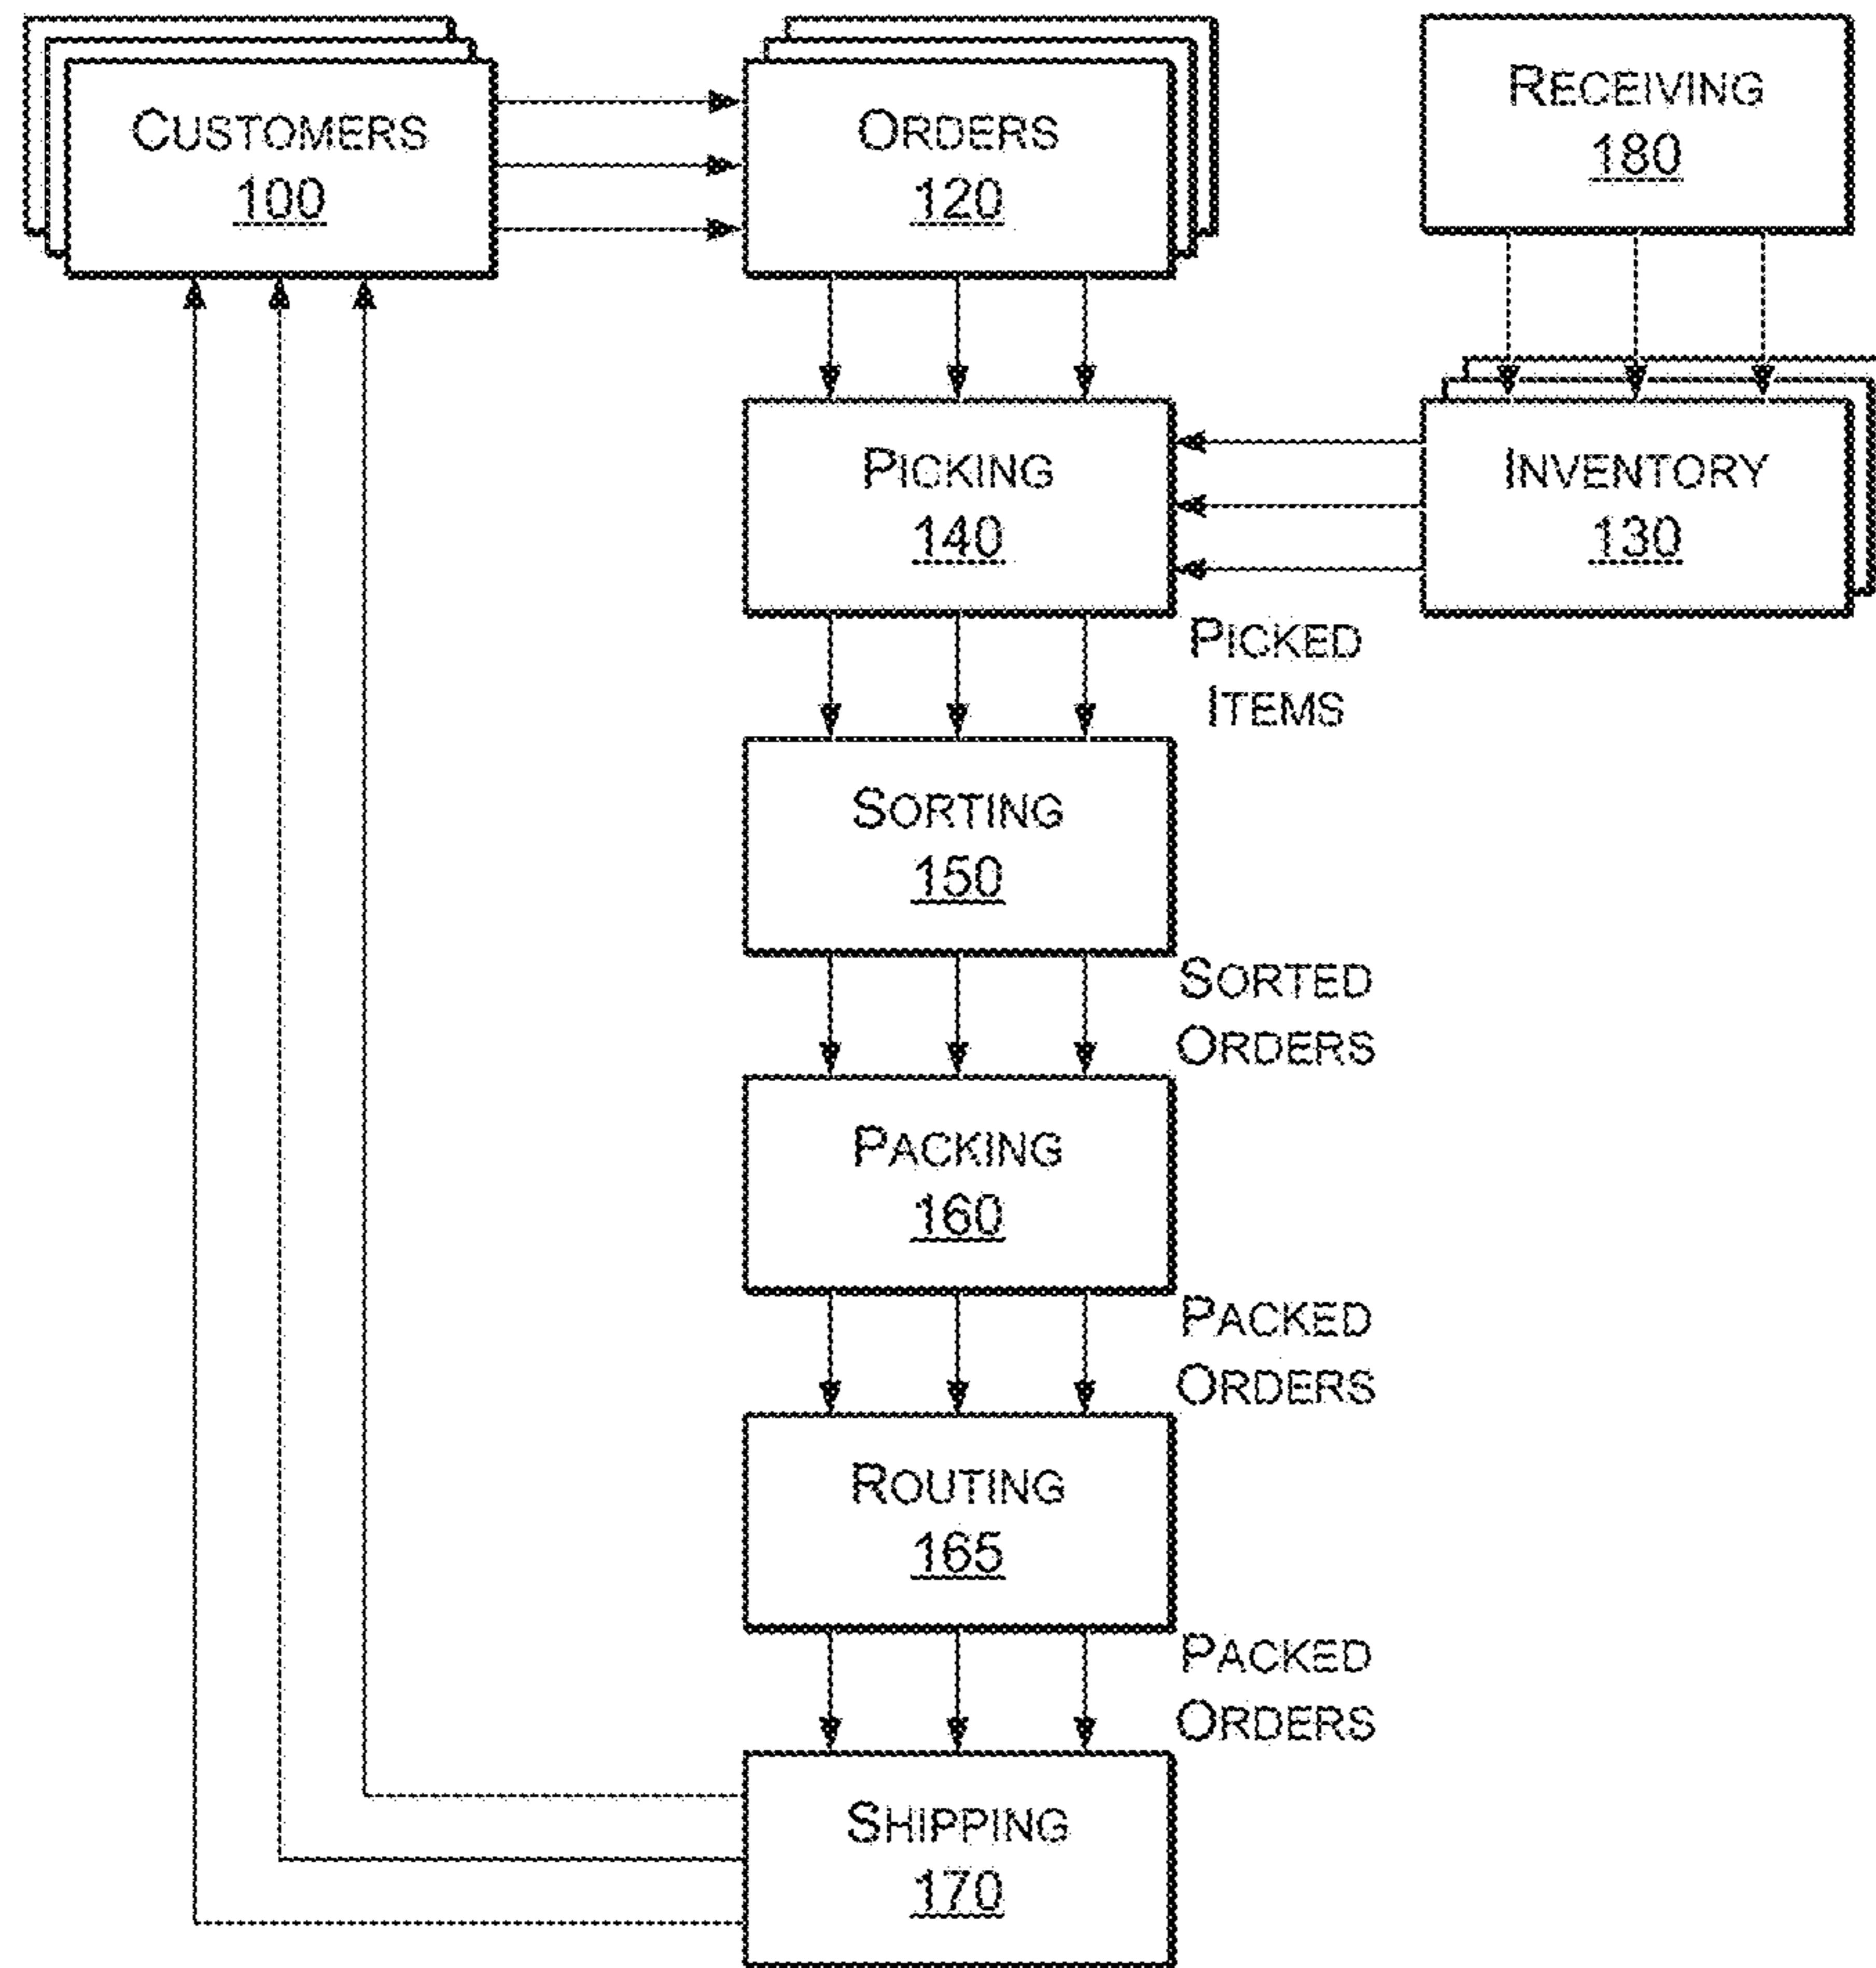 CUSTOMERS
100
ORDERS
120
RECEIVING
180
PICKING
140
INVENTORY
130
PICKED
ITEMS
SORTING
150
SORTED
ORDERS
PACKING
160
PACKED
ORDERS
ROUTING
165
PACKED
ORDERS
SHIPPING
170